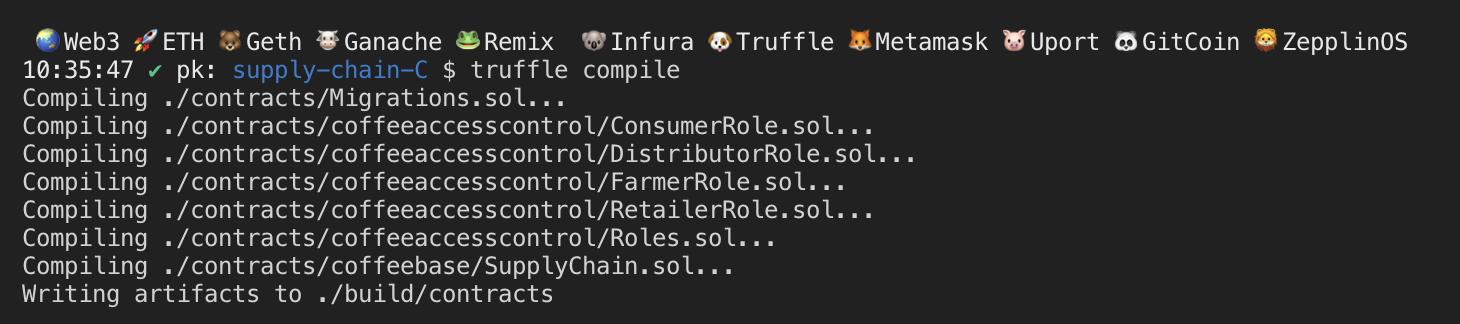 🌏Web3 🚀ETH 🐻Geth 🐮Ganache 🐸Remix 🐨Infura 🐶Truffle 🦊Metamask 🐷Uport 🐼GitCoin 🦁ZepplinOS
10:35:47 ✔ pk: supply-chain-C $ truffle compile
Compiling ./contracts/Migrations.sol...
Compiling ./contracts/coffeeaccesscontrol/ConsumerRole.sol...
Compiling ./contracts/coffeeaccesscontrol/DistributorRole.sol...
Compiling ./contracts/coffeeaccesscontrol/FarmerRole.sol...
Compiling ./contracts/coffeeaccesscontrol/RetailerRole.sol...
Compiling ./contracts/coffeeaccesscontrol/Roles.sol...
Compiling ./contracts/coffeebase/SupplyChain.sol...
Writing artifacts to ./build/contracts